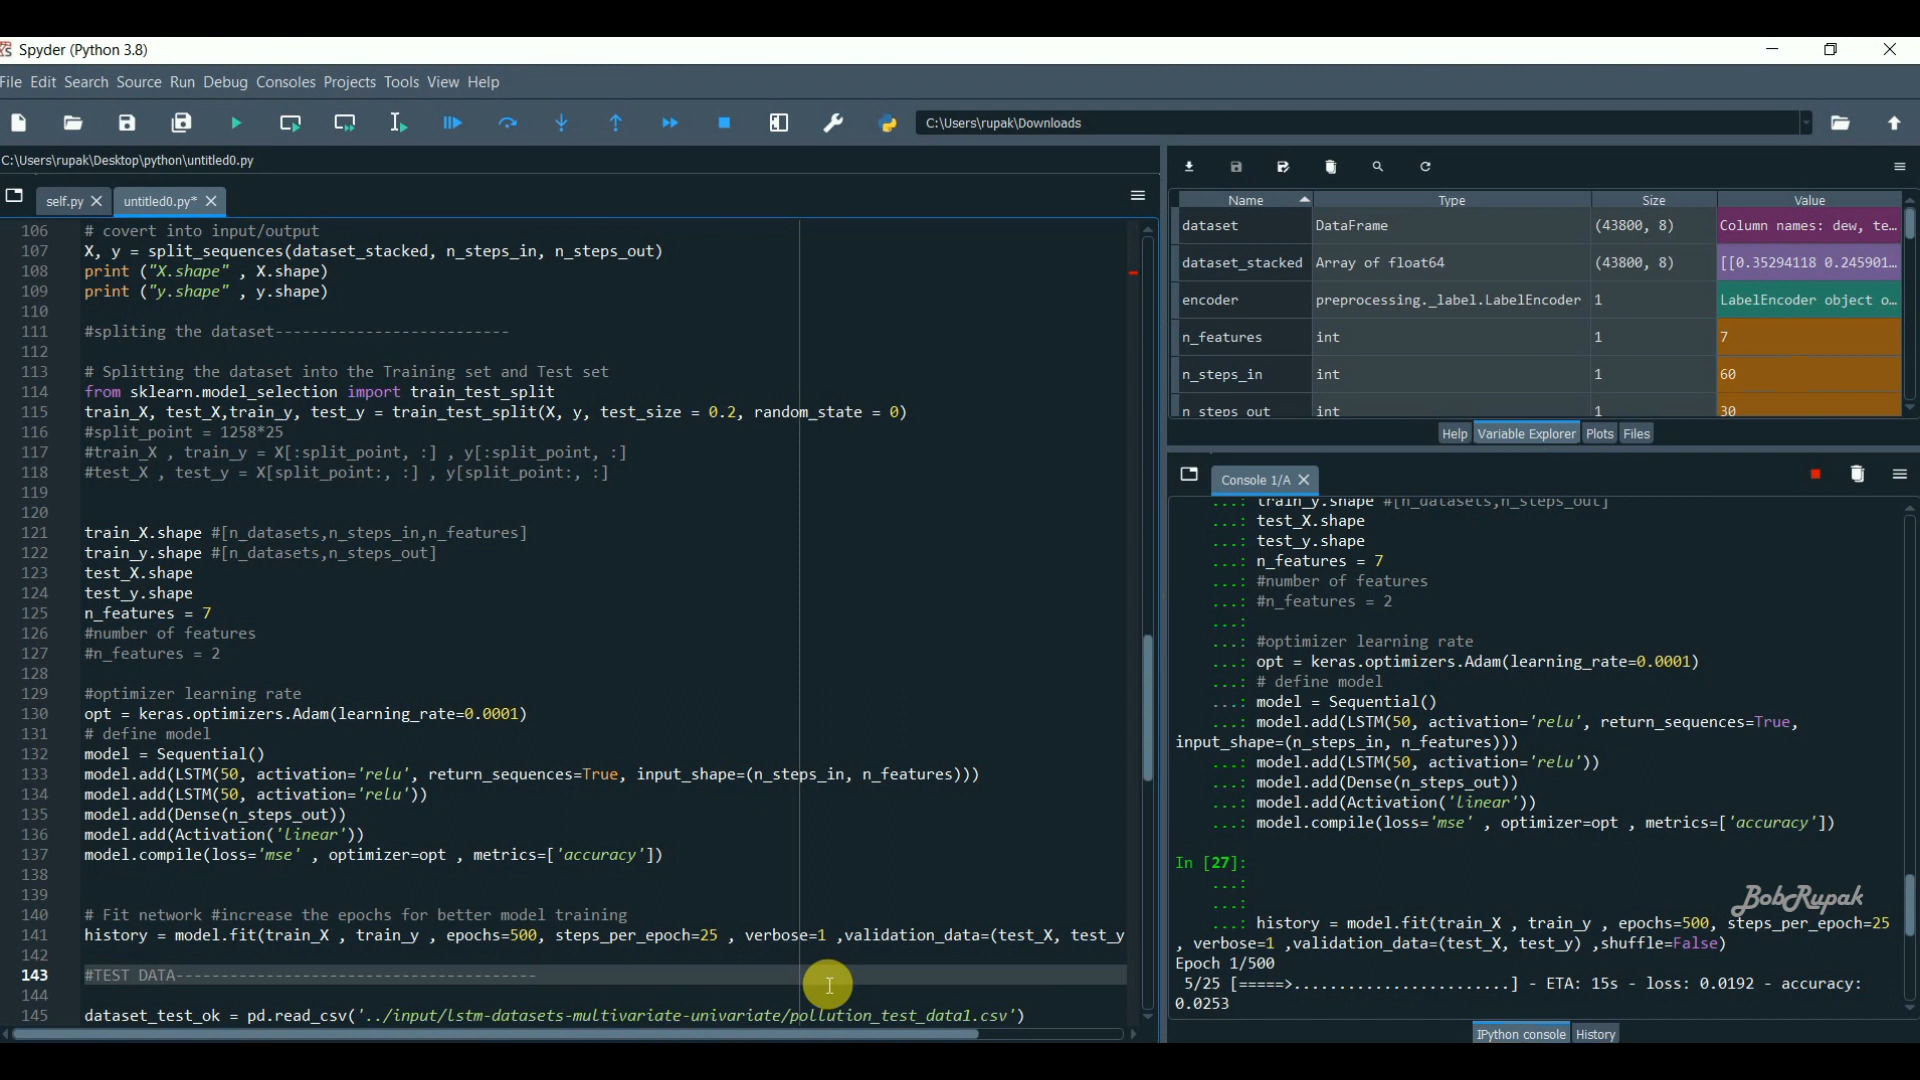 Spyder (Python 3.8)
File Edit Search Source Run Debug Consoles Projects Tools View Help
C:\Users\rupak\Downloads
C:\Users\rupak\Desktop\python\untitled0.py
self.py
untitled0.py*
106 # covert into input/output
107 X, y = split_sequences(dataset_stacked, n_steps_in, n_steps_out)
108 print ("X.shape" , X.shape)
109 print ("y.shape" , y.shape)
110
111 #spliting the dataset--------------------------
112
113 # Splitting the dataset into the Training set and Test set
114 from sklearn.model_selection import train_test_split
115 train_X, test_X,train_y, test_y = train_test_split(X, y, test_size = 0.2, random_state = 0)
116 #split_point = 1258*25
117 #train_X , train_y = X[:split_point, :] , y[:split_point, :]
118 #test_X , test_y = X[split_point:, :] , y[split_point:, :]
119
120
121 train_X.shape #[n_datasets,n_steps_in,n_features]
122 train_y.shape #[n_datasets,n_steps_out]
123 test_X.shape
124 test_y.shape
125 n_features = 7
126 #number of features
127 #n_features = 2
128
129 #optimizer learning rate
130 opt = keras.optimizers.Adam(learning_rate=0.0001)
131 # define model
132 model = Sequential()
133 model.add(LSTM(50, activation='relu', return_sequences=True, input_shape=(n_steps_in, n_features)))
134 model.add(LSTM(50, activation='relu'))
135 model.add(Dense(n_steps_out))
136 model.add(Activation('linear'))
137 model.compile(loss='mse' , optimizer=opt , metrics=['accuracy'])
138
139
140 # Fit network #increase the epochs for better model training
141 history = model.fit(train_X , train_y , epochs=500, steps_per_epoch=25 , verbose=1 ,validation_data=(test_X, test_y
142
143 #TEST DATA----------------------------------------
144
145 dataset_test_ok = pd.read_csv('../input/lstm-datasets-multivariate-univariate/pollution_test_data1.csv')
Name Type Size Value
dataset DataFrame (43800, 8) Column names: dew, te...
dataset_stacked Array of float64 (43800, 8) [[0.35294118 0.245901...
encoder preprocessing._label.LabelEncoder 1 LabelEncoder object o...
n_features int 1 7
n_steps_in int 1 60
n_steps_out int 1 30
Help Variable Explorer Plots Files
Console 1/A
...: train_y.shape #[n_datasets,n_steps_out]
...: test_X.shape
...: test_y.shape
...: n_features = 7
...: #number of features
...: #n_features = 2
...:
...: #optimizer learning rate
...: opt = keras.optimizers.Adam(learning_rate=0.0001)
...: # define model
...: model = Sequential()
...: model.add(LSTM(50, activation='relu', return_sequences=True,
input_shape=(n_steps_in, n_features)))
...: model.add(LSTM(50, activation='relu'))
...: model.add(Dense(n_steps_out))
...: model.add(Activation('linear'))
...: model.compile(loss='mse' , optimizer=opt , metrics=['accuracy'])
In [27]:
...:
...:
BobRupak
...: history = model.fit(train_X , train_y , epochs=500, steps_per_epoch=25
, verbose=1 ,validation_data=(test_X, test_y) ,shuffle=False)
Epoch 1/500
5/25 [=====>........................] - ETA: 15s - loss: 0.0192 - accuracy:
0.0253
IPython console History